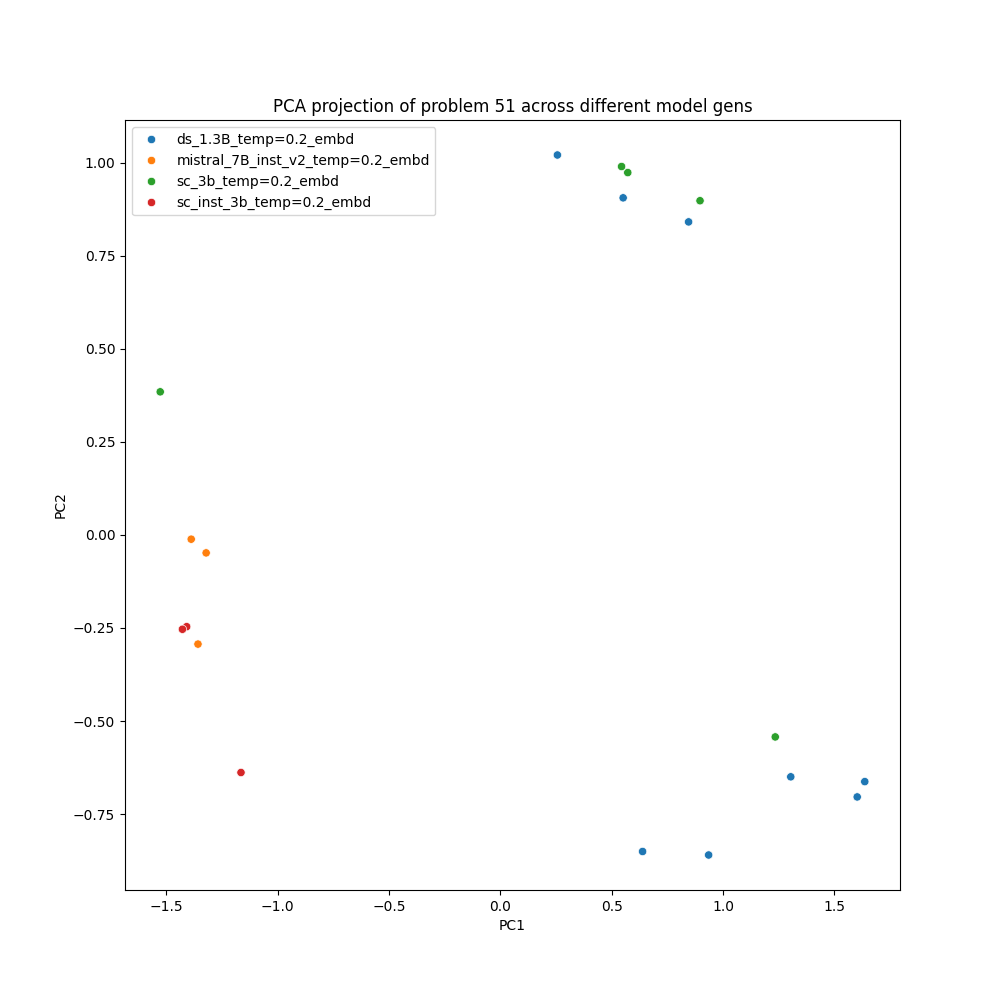 PCA projection of problem 51 across different model gens
ds_1.3B_temp=0.2_embd
mistral_7B_inst_v2_temp=0.2_embd
sc_3b_temp=0.2_embd
sc_inst_3b_temp=0.2_embd
1.00
0.75
0.50
0.25
0.00
−0.25
−0.50
−0.75
PC2
−1.5 −1.0 −0.5 0.0 0.5 1.0 1.5
PC1